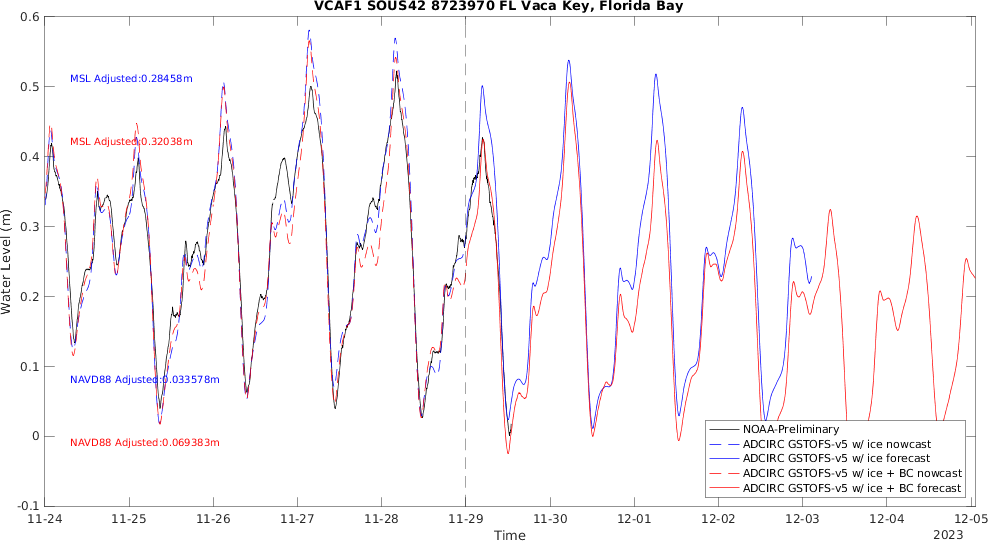 VCAF1 SOUS42 8723970 FL Vaca Key, Florida Bay
0.6
0.5
0.4
0.3
0.2
0.1
0
-0.1
Water Level (m)
MSL Adjusted:0.28458m
MSL Adjusted:0.32038m
NAVD88 Adjusted:0.033578m
NAVD88 Adjusted:0.069383m
NOAA-Preliminary
ADCIRC GSTOFS-v5 w/ ice nowcast
ADCIRC GSTOFS-v5 w/ ice forecast
ADCIRC GSTOFS-v5 w/ ice + BC nowcast
ADCIRC GSTOFS-v5 w/ ice + BC forecast
11-24 11-25 11-26 11-27 11-28 11-29 11-30 12-01 12-02 12-03 12-04 12-05
Time
2023